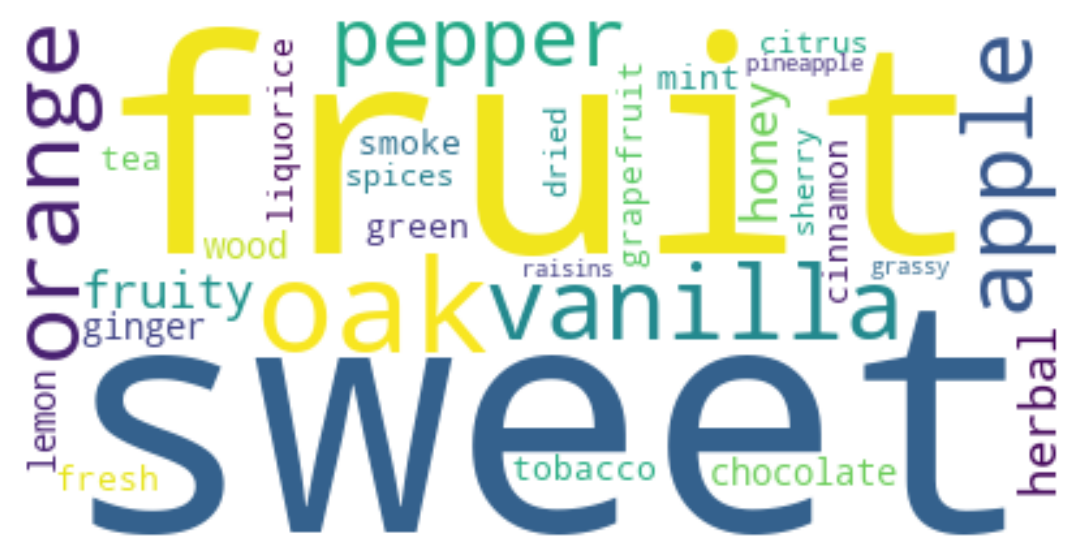 pepper
citrus
pineapple
mint
orange
fruit
liquorice
apple
smoke
dried
grapefruit
honey
sherry
cinnamon
tea
spices
green
wood
raisins
grassy
fruity
oak
vanilla
ginger
herbal
lemon
sweet
fresh
tobacco
chocolate